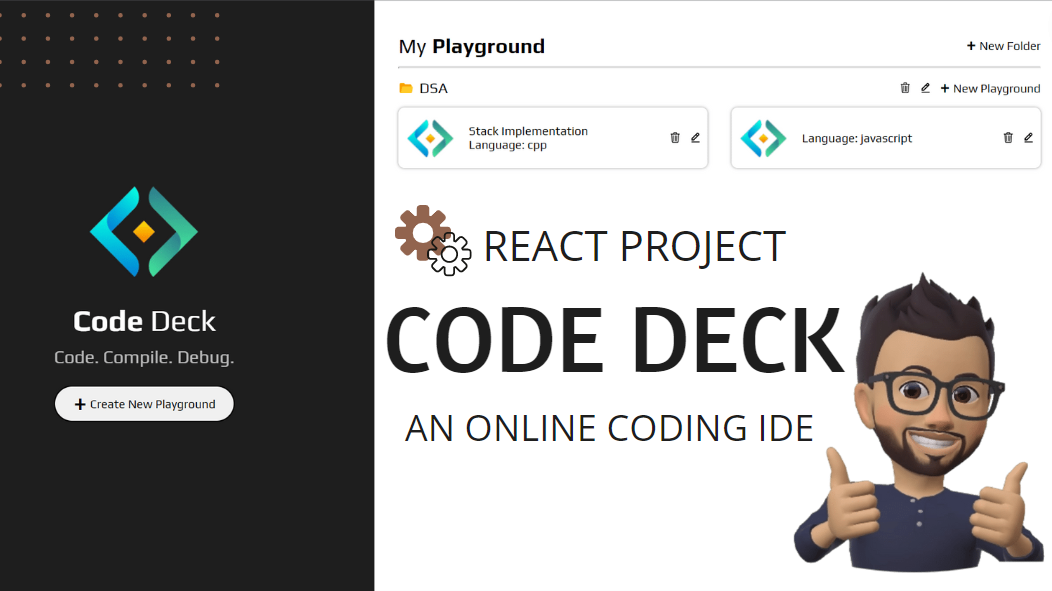 Code Deck
Code. Compile. Debug.
+ Create New Playground
My Playground
+ New Folder
DSA
+ New Playground
Stack Implementation
Language: cpp
Language: javascript
REACT PROJECT
CODE DECK
AN ONLINE CODING IDE